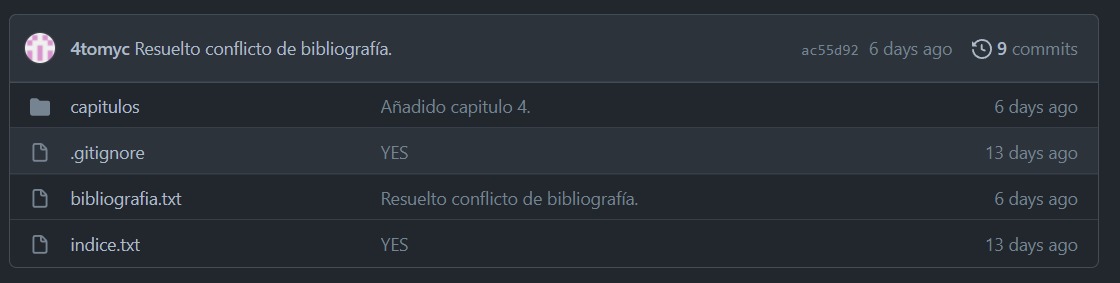 4tomyc Resuelto conflicto de bibliografía. ac55d92 6 days ago 9 commits
capitulos Añadido capitulo 4. 6 days ago
.gitignore YES 13 days ago
bibliografia.txt Resuelto conflicto de bibliografía. 6 days ago
indice.txt YES 13 days ago